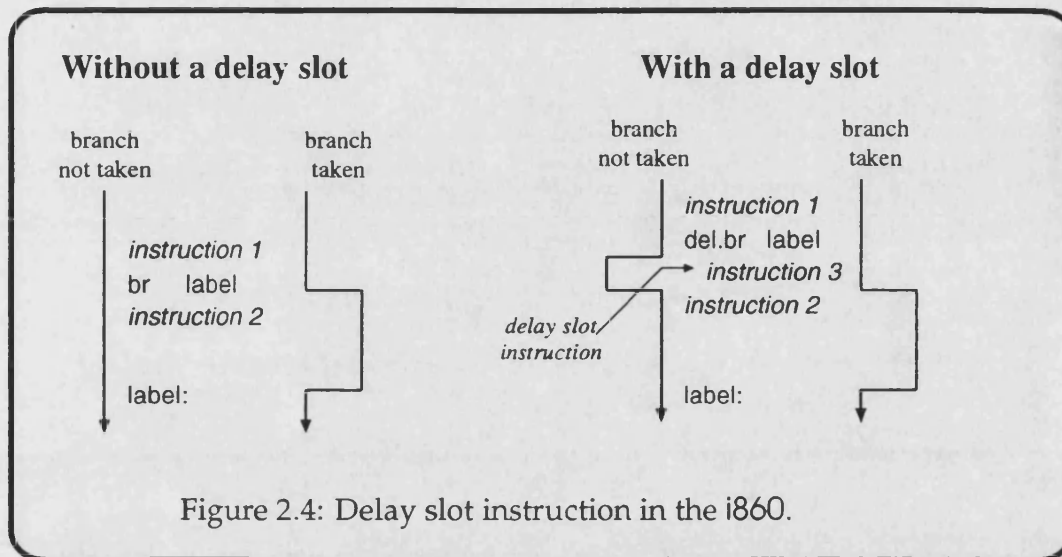 Without a delay slot
branch
not taken
branch
taken
instruction 1
br label
instruction 2
label:
With a delay slot
branch
not taken
branch
taken
instruction 1
del.br label
instruction 3
instruction 2
delay slot
instruction
label:
Figure 2.4: Delay slot instruction in the i860.